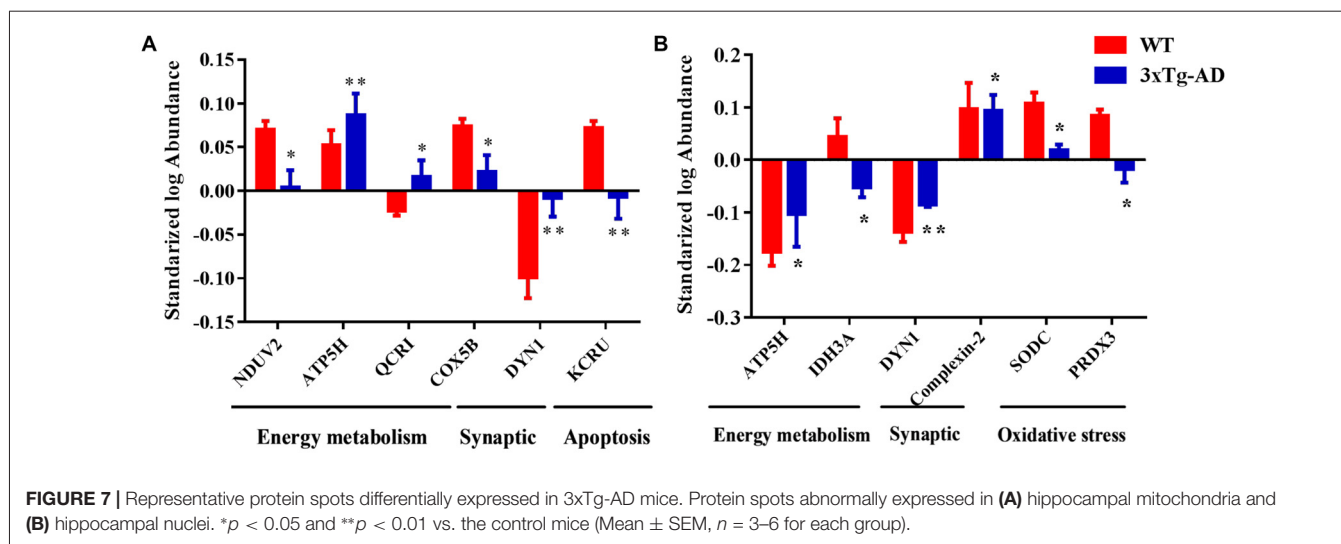 A
Standarized log Abundance
0.15
0.10
0.05
0.00
-0.05
-0.10
-0.15
*
**
*
*
**
**
NDUV2
ATP5H
QCRI
COX5B
DYN1
KCRU
Energy metabolism
Synaptic
Apoptosis
B
WT
3xTg-AD
Standarized log Abundance
0.2
0.1
0.0
-0.1
-0.2
-0.3
*
*
**
*
*
*
ATP5H
IDH3A
DYN1
Complexin-2
SODC
PRDX3
Energy metabolism
Synaptic
Oxidative stress
FIGURE 7 | Representative protein spots differentially expressed in 3xTg-AD mice. Protein spots abnormally expressed in (A) hippocampal mitochondria and
(B) hippocampal nuclei. *p < 0.05 and **p < 0.01 vs. the control mice (Mean ± SEM, n = 3–6 for each group).